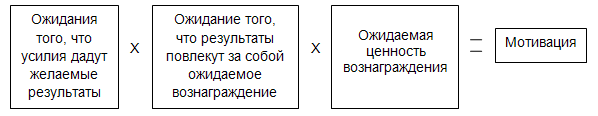 Ожидания
того, что
усилия дадут
желаемые
результаты
X
Ожидание того,
что результаты
повлекут за собой
ожидаемое
вознаграждение
X
Ожидаемая
ценность
вознаграждения
=
Мотивация